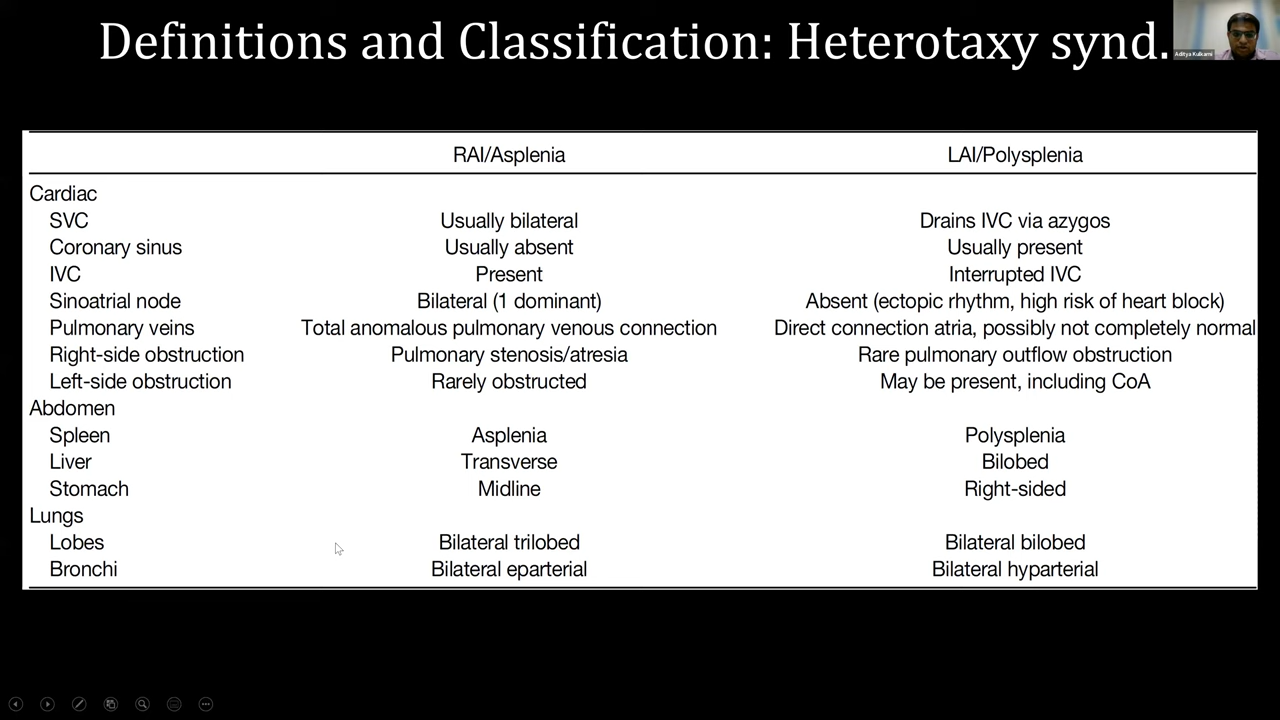 Definitions and Classification: Heterotaxy synd.
Aditya Kulkarni
RAI/Asplenia LAI/Polysplenia
Cardiac
SVC Usually bilateral Drains IVC via azygos
Coronary sinus Usually absent Usually present
IVC Present Interrupted IVC
Sinoatrial node Bilateral (1 dominant) Absent (ectopic rhythm, high risk of heart block)
Pulmonary veins Total anomalous pulmonary venous connection Direct connection atria, possibly not completely normal
Right-side obstruction Pulmonary stenosis/atresia Rare pulmonary outflow obstruction
Left-side obstruction Rarely obstructed May be present, including CoA
Abdomen
Spleen Asplenia Polysplenia
Liver Transverse Bilobed
Stomach Midline Right-sided
Lungs
Lobes Bilateral trilobed Bilateral bilobed
Bronchi Bilateral eparterial Bilateral hyparterial